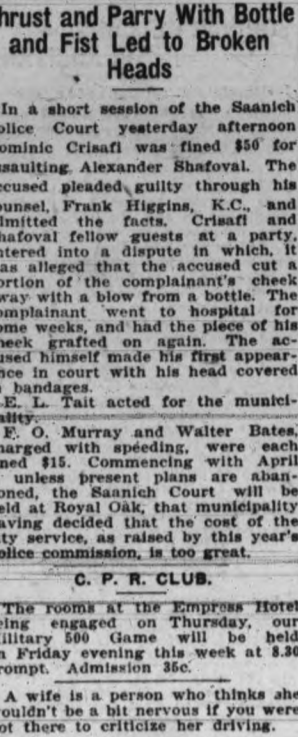 hrust and Parry With Bottle
and Fist Led to Broken
Heads
In a short session of the Saanich
olice Court yesterday afternoon
ominic Crisafi was fined $50 for
ssaulting Alexander Shafoval. The
ccused pleaded guilty through his
ounsel, Frank Higgins, K.C., and
dmitted the facts. Crisafi and
hafoval fellow guests at a party,
ntered into a dispute in which, it
as alleged that the accused cut a
ortion of the complainant's cheek
way with a blow from a bottle. The
omplainant went to hospital for
ome weeks, and had the piece of his
heek grafted on again. The ac-
used himself made his first appear-
nce in court with his head covered
n bandages.
E. L. Tait acted for the munici-
ality.
F. O. Murray and Walter Bates,
harged with speeding, were each
ned $15. Commencing with April
unless present plans are aban-
oned, the Saanich Court will be
eld at Royal Oak, that municipality
aving decided that the cost of the
ity service, as raised by this year's
olice commission, is too great.
C. P. R. CLUB.
The rooms at the Empress Hotel
eing engaged on Thursday, our
ilitary 500 Game will be held
n Friday evening this week at 8.30
rompt. Admission 35c.
A wife is a person who thinks she
ouldn't be a bit nervous if you were
ot there to criticize her driving.